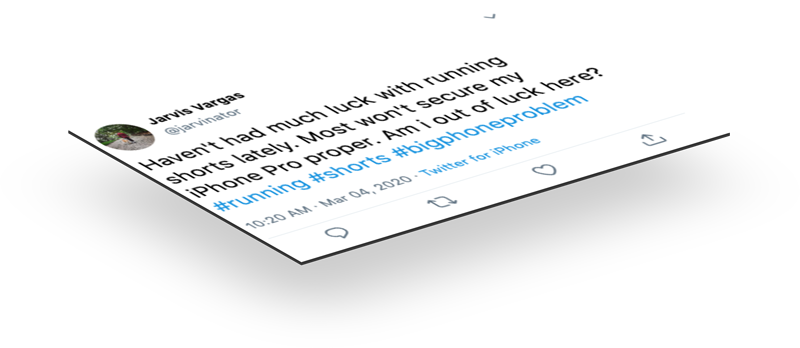 Jarvis Vargas
@jarvinator
Haven't had much luck with running
shorts lately. Most won't secure my
iPhone Pro proper. Am i out of luck here?
#running #shorts #bigphoneproblem
10:20 AM · Mar 04, 2020 · Twitter for iPhone